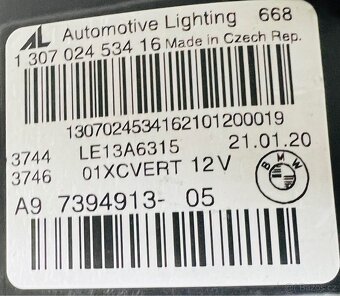 AL Automotive Lighting 668
1 307 024 534 16 Made in Czech Rep.
1307024534162101200019
3744 LE13A6315 21.01.20
3746 01XCVERT 12V
BMW
A9 7394913- 05